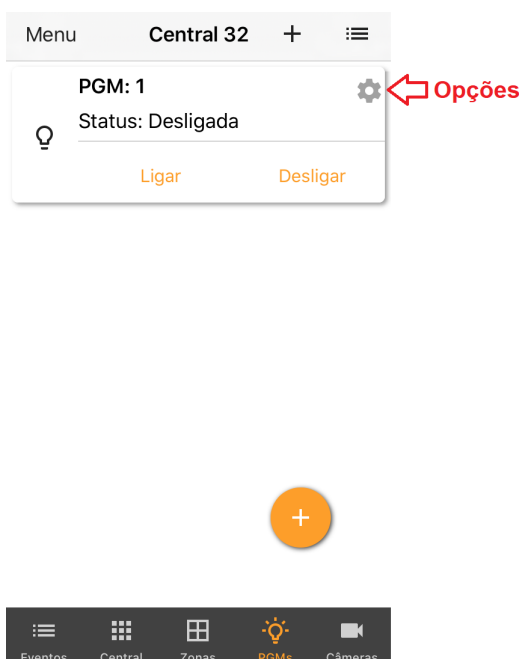 Menu Central 32 +
PGM: 1
Opções
Status: Desligada
Ligar Desligar
+
Eventos Central Zonas PGMs Câmeras